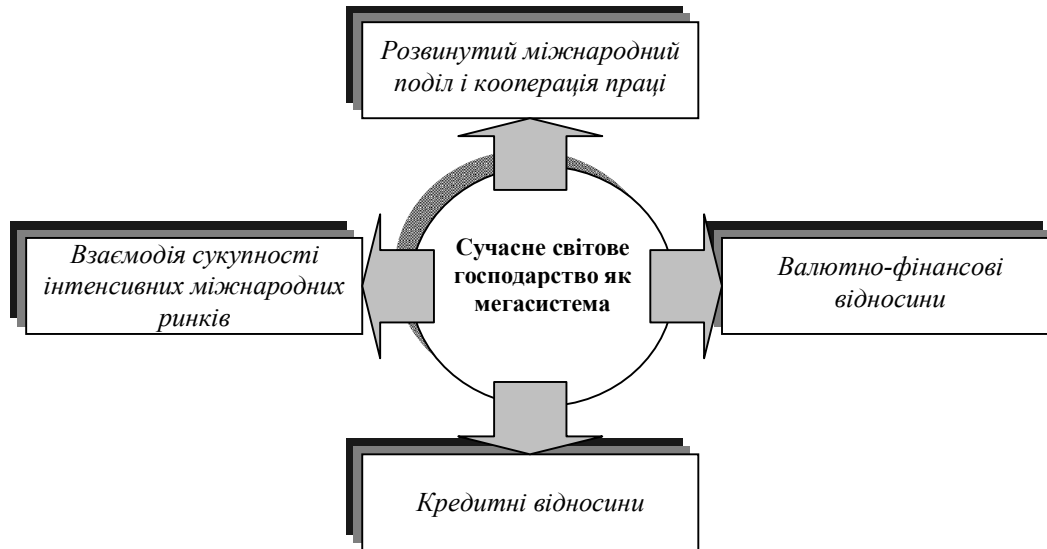 Розвинутий міжнародний
поділ і кооперація праці
Взаємодія сукупності
інтенсивних міжнародних
ринків
Сучасне світове
господарство як
мегасистема
Валютно-фінансові
відносини
Кредитні відносини